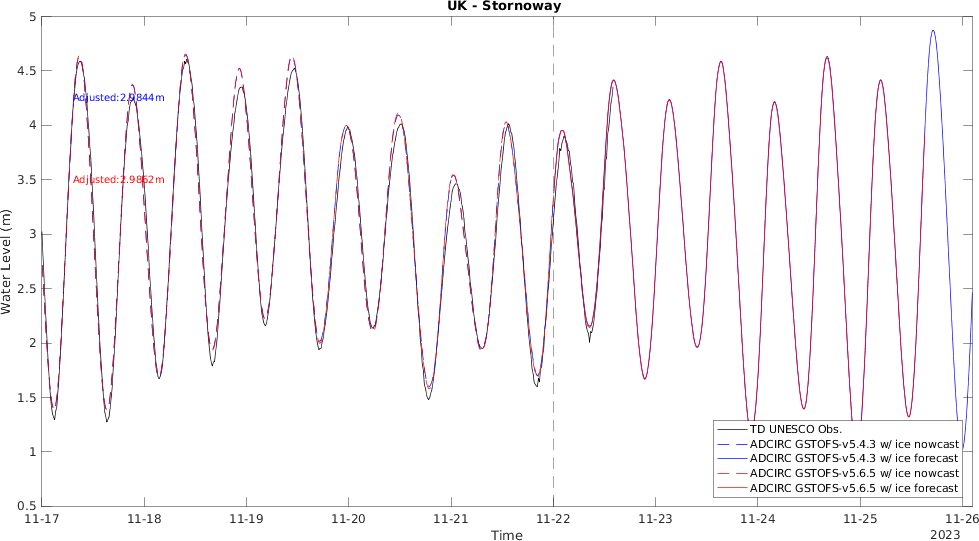 UK - Stornoway
5
4.5
4
3.5
3
2.5
2
1.5
1
0.5
Water Level (m)
Adjusted:2.9844m
Adjusted:2.9862m
TD UNESCO Obs.
ADCIRC GSTOFS-v5.4.3 w/ ice nowcast
ADCIRC GSTOFS-v5.4.3 w/ ice forecast
ADCIRC GSTOFS-v5.6.5 w/ ice nowcast
ADCIRC GSTOFS-v5.6.5 w/ ice forecast
11-17 11-18 11-19 11-20 11-21 11-22 11-23 11-24 11-25 11-26
Time
2023